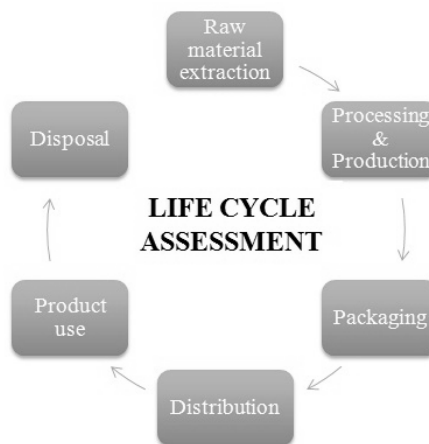 Raw
material
extraction
Processing
&
Production
Disposal
LIFE CYCLE
ASSESSMENT
Product
use
Packaging
Distribution